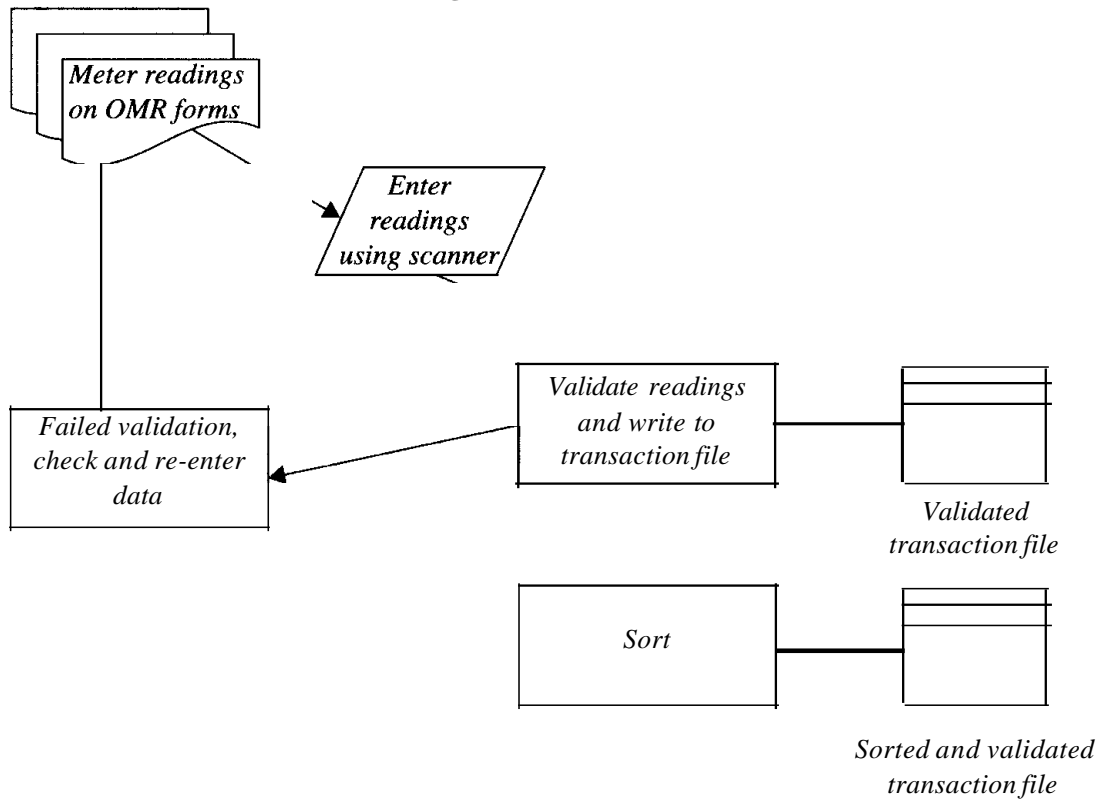 Meter readings
on OMR forms
Enter
readings
using scanner
Validate readings
and write to
transaction file
Failed validation,
check and re-enter
data
Validated
transaction file
Sort
Sorted and validated
transaction file